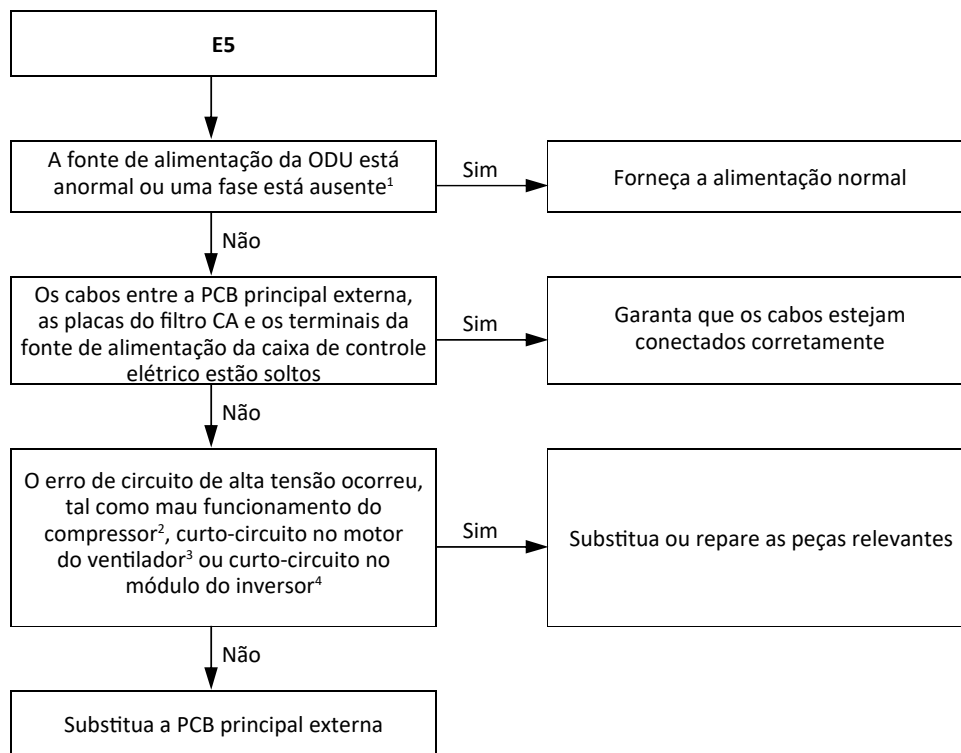 E5
A fonte de alimentação da ODU está
anormal ou uma fase está ausente¹
Sim
Forneça a alimentação normal
Não
Os cabos entre a PCB principal externa,
as placas do filtro CA e os terminais da
fonte de alimentação da caixa de controle
elétrico estão soltos
Sim
Garanta que os cabos estejam
conectados corretamente
Não
O erro de circuito de alta tensão ocorreu,
tal como mau funcionamento do
compressor², curto-circuito no motor
do ventilador³ ou curto-circuito no
módulo do inversor⁴
Sim
Substitua ou repare as peças relevantes
Não
Substitua a PCB principal externa